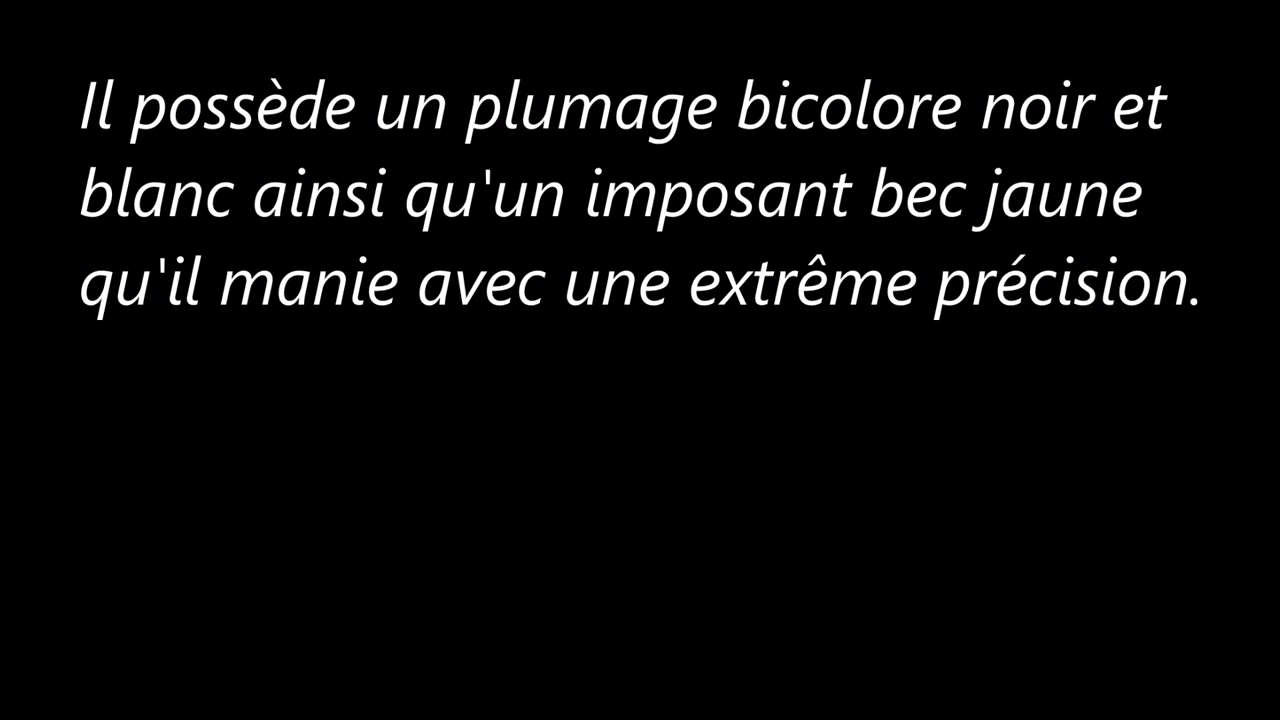 Il possède un plumage bicolore noir et
blanc ainsi qu'un imposant bec jaune
qu'il manie avec une extrême précision.